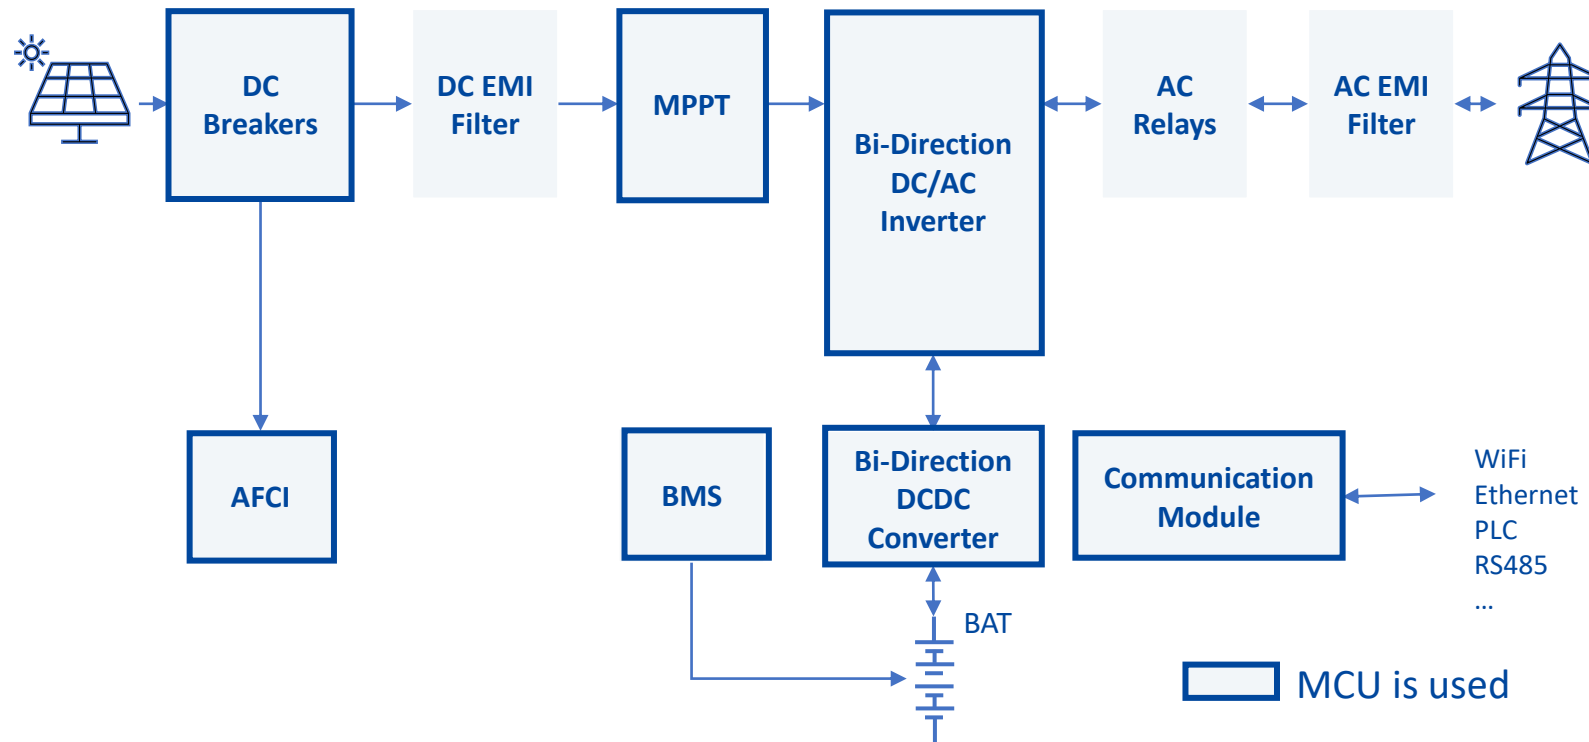 DC
Breakers
DC EMI
Filter
MPPT
Bi-Direction
DC/AC
Inverter
AC
Relays
AC EMI
Filter
AFCI
BMS
Bi-Direction
DCDC
Converter
Communication
Module
WiFi
Ethernet
PLC
RS485
...
BAT
MCU is used